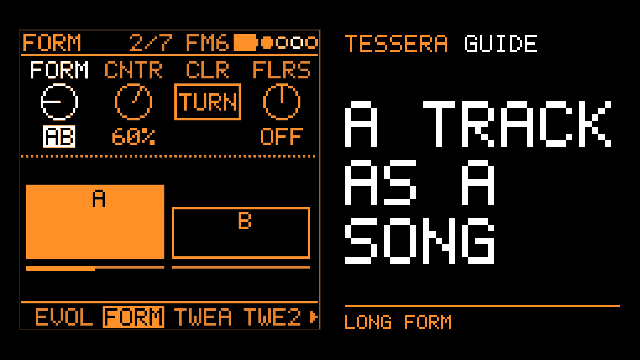 FORM 2/7 FM6
FORM CNTR CLR FLRS
TURN
AB 60% OFF
A
B
EVOL FORM TWEA TWE2
TESSERA GUIDE
A TRACK
AS A
SONG
LONG FORM